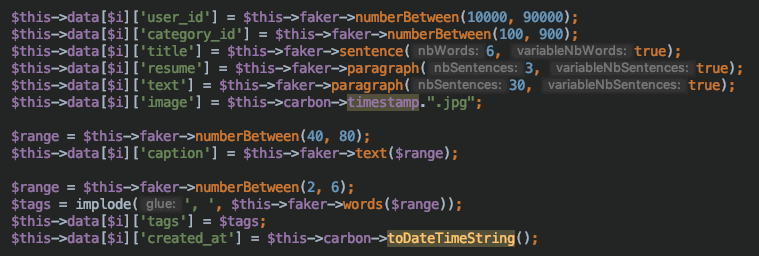 $this->data[$i]['user_id'] = $this->faker->numberBetween(10000, 90000);
$this->data[$i]['category_id'] = $this->faker->numberBetween(100, 900);
$this->data[$i]['title'] = $this->faker->sentence( nbWords: 6, variableNbWords: true);
$this->data[$i]['resume'] = $this->faker->paragraph( nbSentences: 3, variableNbSentences: true);
$this->data[$i]['text'] = $this->faker->paragraph( nbSentences: 30, variableNbSentences: true);
$this->data[$i]['image'] = $this->carbon->timestamp.".jpg";
$range = $this->faker->numberBetween(40, 80);
$this->data[$i]['caption'] = $this->faker->text($range);
$range = $this->faker->numberBetween(2, 6);
$tags = implode( glue: ', ', $this->faker->words($range));
$this->data[$i]['tags'] = $tags;
$this->data[$i]['created_at'] = $this->carbon->toDateTimeString();